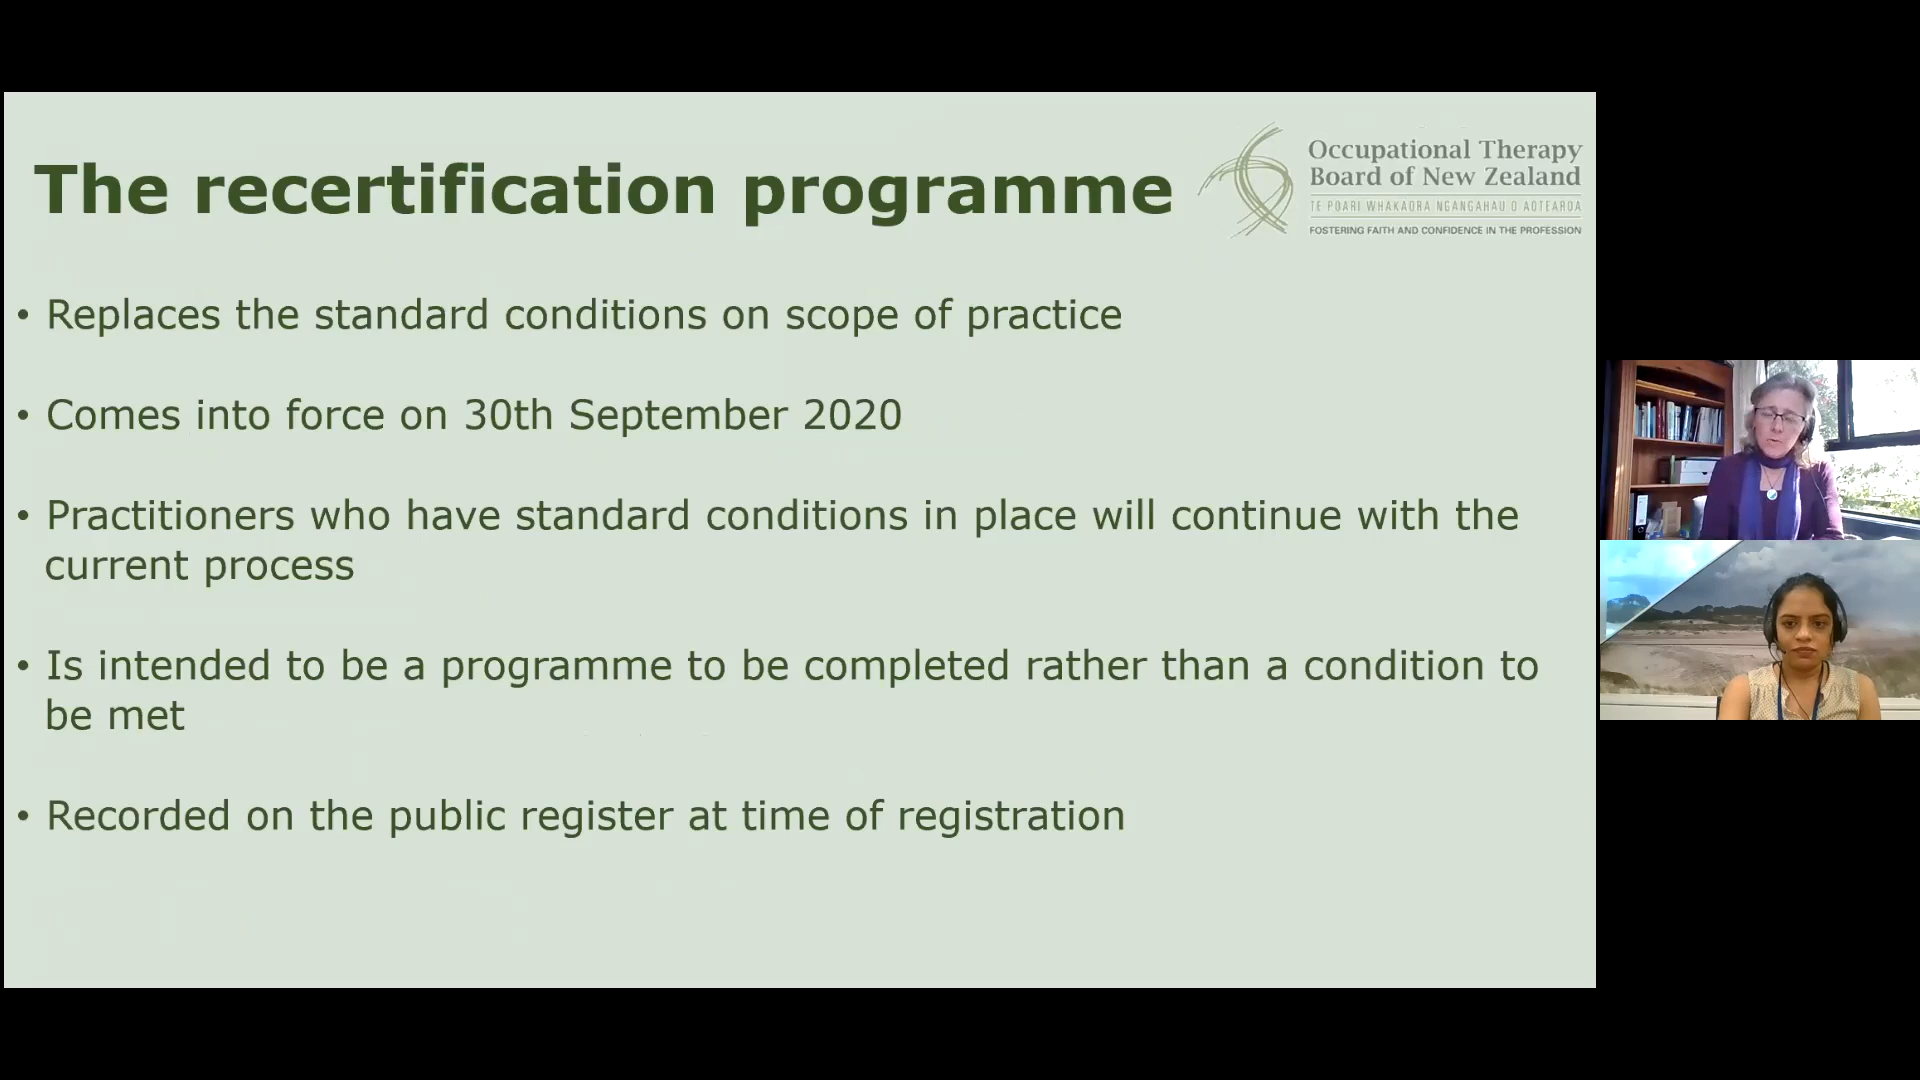 The recertification programme
Occupational Therapy
Board of New Zealand
TE POARI WHAKAORA NGANGAHAU O AOTEAROA
FOSTERING FAITH AND CONFIDENCE IN THE PROFESSION
• Replaces the standard conditions on scope of practice
• Comes into force on 30th September 2020
• Practitioners who have standard conditions in place will continue with the
current process
• Is intended to be a programme to be completed rather than a condition to
be met
• Recorded on the public register at time of registration